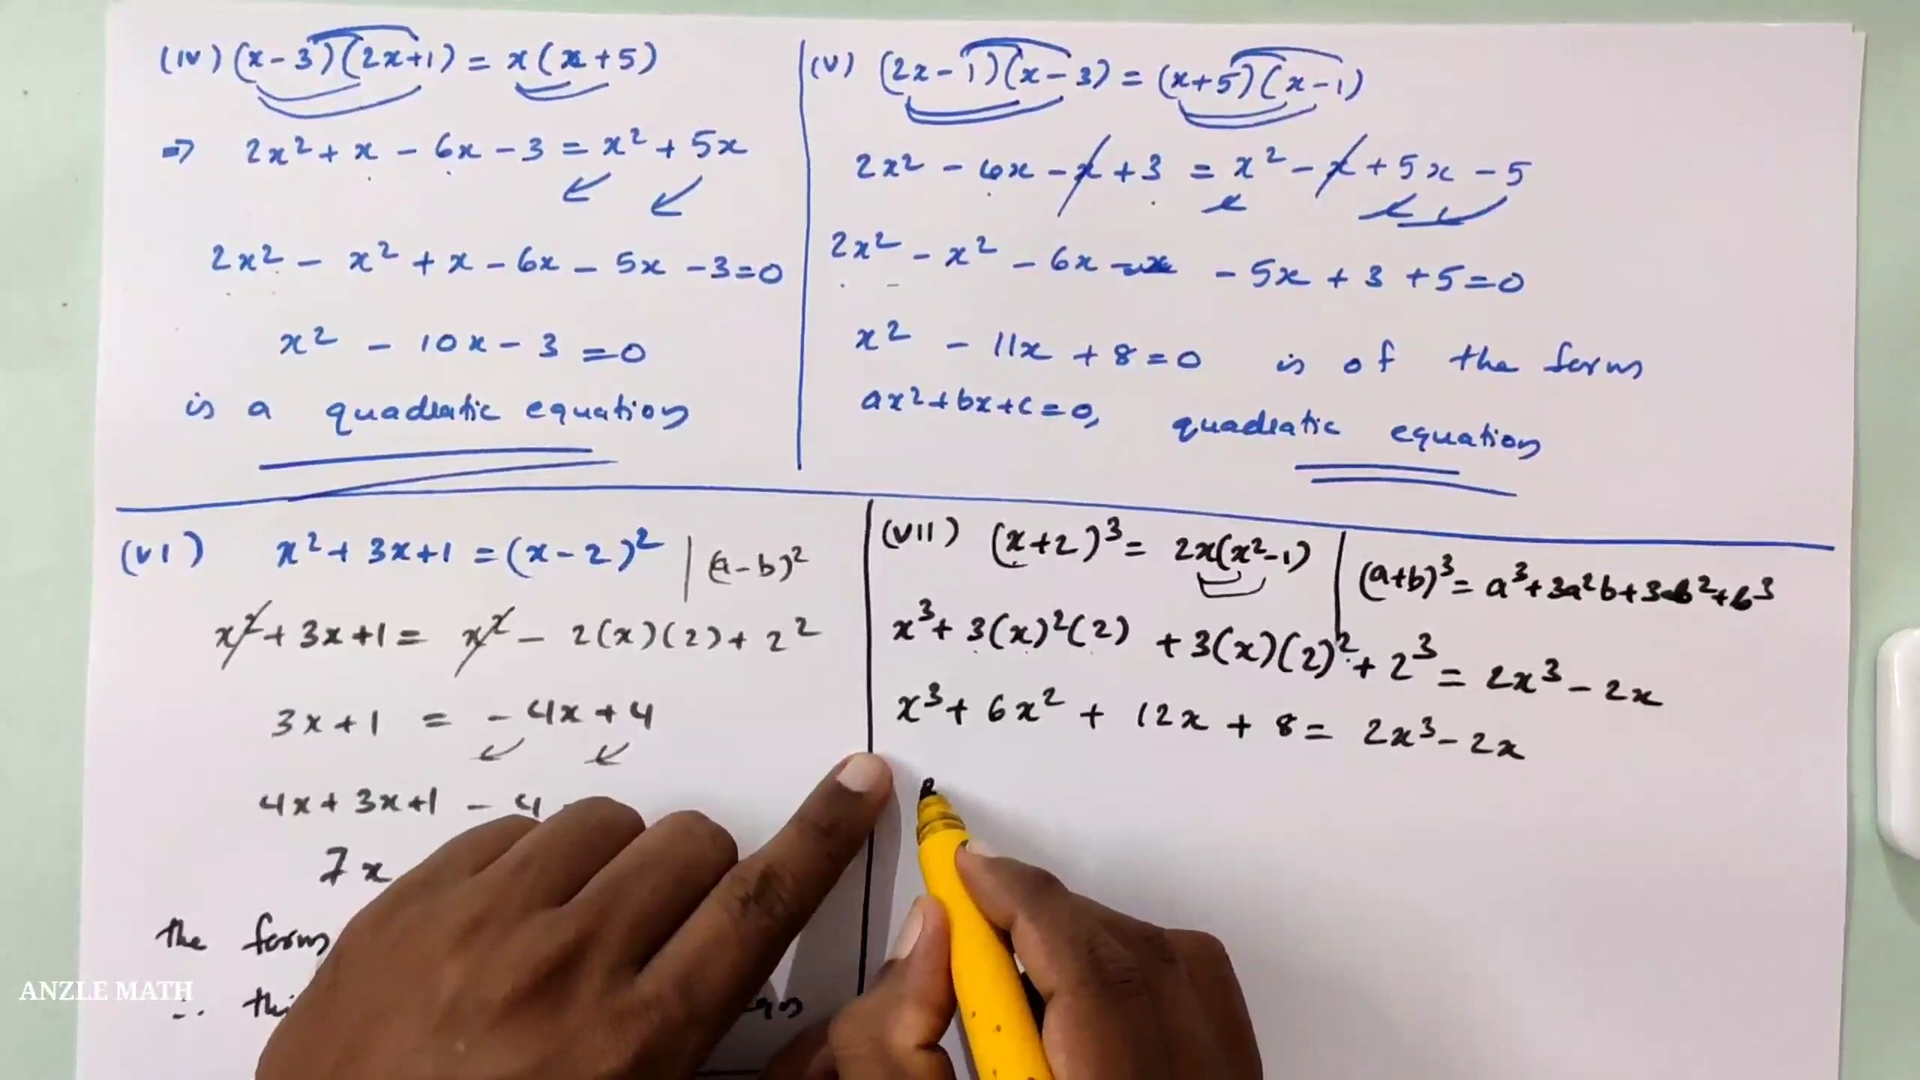 (iv) (x-3)(2x+1) = x(x+5)
⇒ 2x² + x - 6x - 3 = x² + 5x
2x² - x² + x - 6x - 5x - 3 = 0
x² - 10x - 3 = 0
is a quadratic equation
(v) (2x-1)(x-3) = (x+5)(x-1)
2x² - 6x - x + 3 = x² - x + 5x - 5
2x² - x² - 6x - 5x + 3 + 5 = 0
x² - 11x + 8 = 0 is of the form
ax²+bx+c=0, quadratic equation
(vi) x² + 3x + 1 = (x-2)² | (a-b)²
x² + 3x + 1 = x² - 2(x)(2) + 2²
3x + 1 = -4x + 4
4x + 3x + 1 - 4
7x
the form
∴ thi
(vii) (x+2)³ = 2x(x²-1) | (a+b)³ = a³+3a²b+3ab²+b³
x³ + 3(x)²(2) + 3(x)(2)² + 2³ = 2x³ - 2x
x³ + 6x² + 12x + 8 = 2x³ - 2x
ANZLE MATH